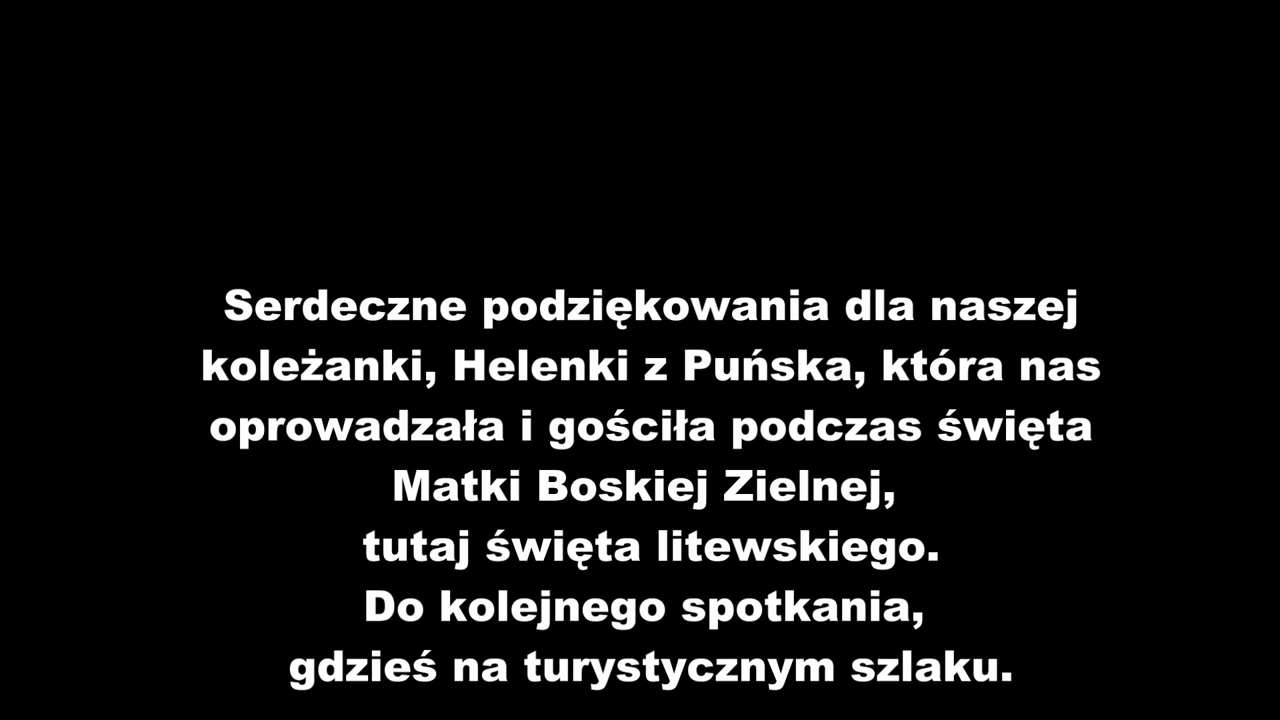 Serdeczne podziękowania dla naszej
koleżanki, Helenki z Puńska, która nas
oprowadzała i gościła podczas święta
Matki Boskiej Zielnej,
tutaj święta litewskiego.
Do kolejnego spotkania,
gdzieś na turystycznym szlaku.